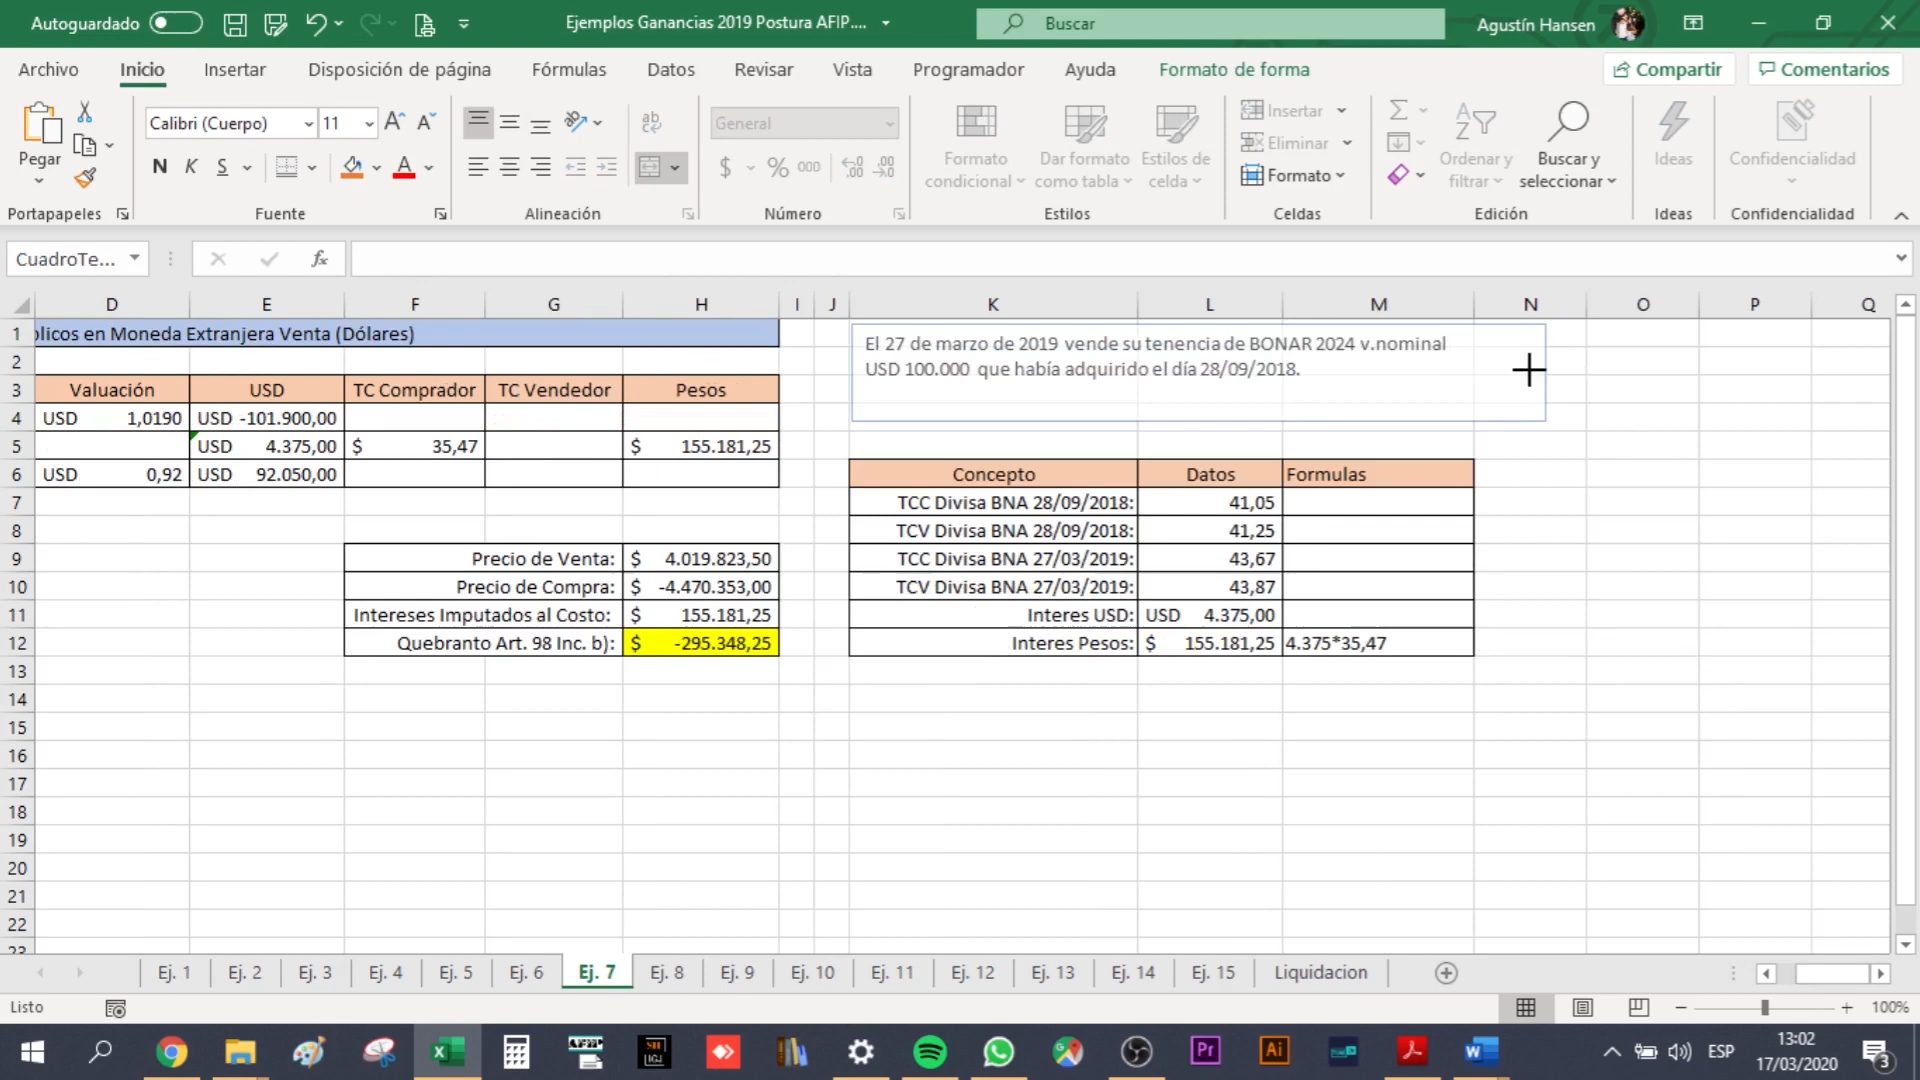 Autoguardado
Ejemplos Ganancias 2019 Postura AFIP....
Buscar
Agustín Hansen
Archivo Inicio Insertar Disposición de página Fórmulas Datos Revisar Vista Programador Ayuda Formato de forma Compartir Comentarios
Pegar
Calibri (Cuerpo) 11
N K S
General
$ % 000
Formato condicional
Dar formato como tabla
Estilos de celda
Insertar
Eliminar
Formato
Ordenar y filtrar
Buscar y seleccionar
Ideas
Confidencialidad
Portapapeles Fuente Alineación Número Estilos Celdas Edición Ideas Confidencialidad
CuadroTe... fx
D E F G H I J K L M N O P Q
1 blicos en Moneda Extranjera Venta (Dólares)
2
3 Valuación USD TC Comprador TC Vendedor Pesos
4 USD 1,0190 USD -101.900,00
5 USD 4.375,00 $ 35,47 $ 155.181,25
6 USD 0,92 USD 92.050,00
7
8
9 Precio de Venta: $ 4.019.823,50
10 Precio de Compra: $ -4.470.353,00
11 Intereses Imputados al Costo: $ 155.181,25
12 Quebranto Art. 98 Inc. b): $ -295.348,25
13
14
15
16
17
18
19
20
21
22
23
El 27 de marzo de 2019 vende su tenencia de BONAR 2024 v.nominal
USD 100.000 que había adquirido el día 28/09/2018.
Concepto Datos Formulas
TCC Divisa BNA 28/09/2018: 41,05
TCV Divisa BNA 28/09/2018: 41,25
TCC Divisa BNA 27/03/2019: 43,67
TCV Divisa BNA 27/03/2019: 43,87
Interes USD: USD 4.375,00
Interes Pesos: $ 155.181,25 4.375*35,47
Ej. 1 Ej. 2 Ej. 3 Ej. 4 Ej. 5 Ej. 6 Ej. 7 Ej. 8 Ej. 9 Ej. 10 Ej. 11 Ej. 12 Ej. 13 Ej. 14 Ej. 15 Liquidacion
Listo
100%
Pr Ai
ESP
13:02
17/03/2020
3